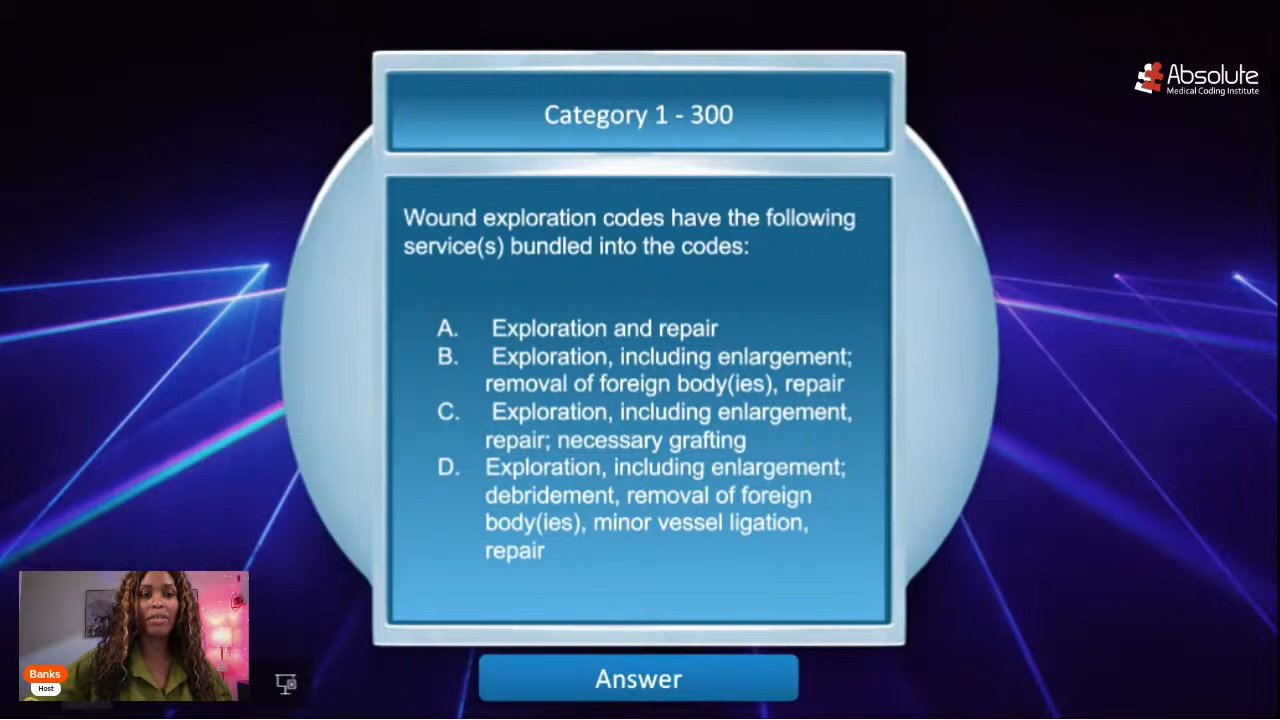 Absolute
Medical Coding Institute
Category 1 - 300
Wound exploration codes have the following
service(s) bundled into the codes:
A. Exploration and repair
B. Exploration, including enlargement;
removal of foreign body(ies), repair
C. Exploration, including enlargement,
repair; necessary grafting
D. Exploration, including enlargement;
debridement, removal of foreign
body(ies), minor vessel ligation,
repair
Banks
Host
Answer